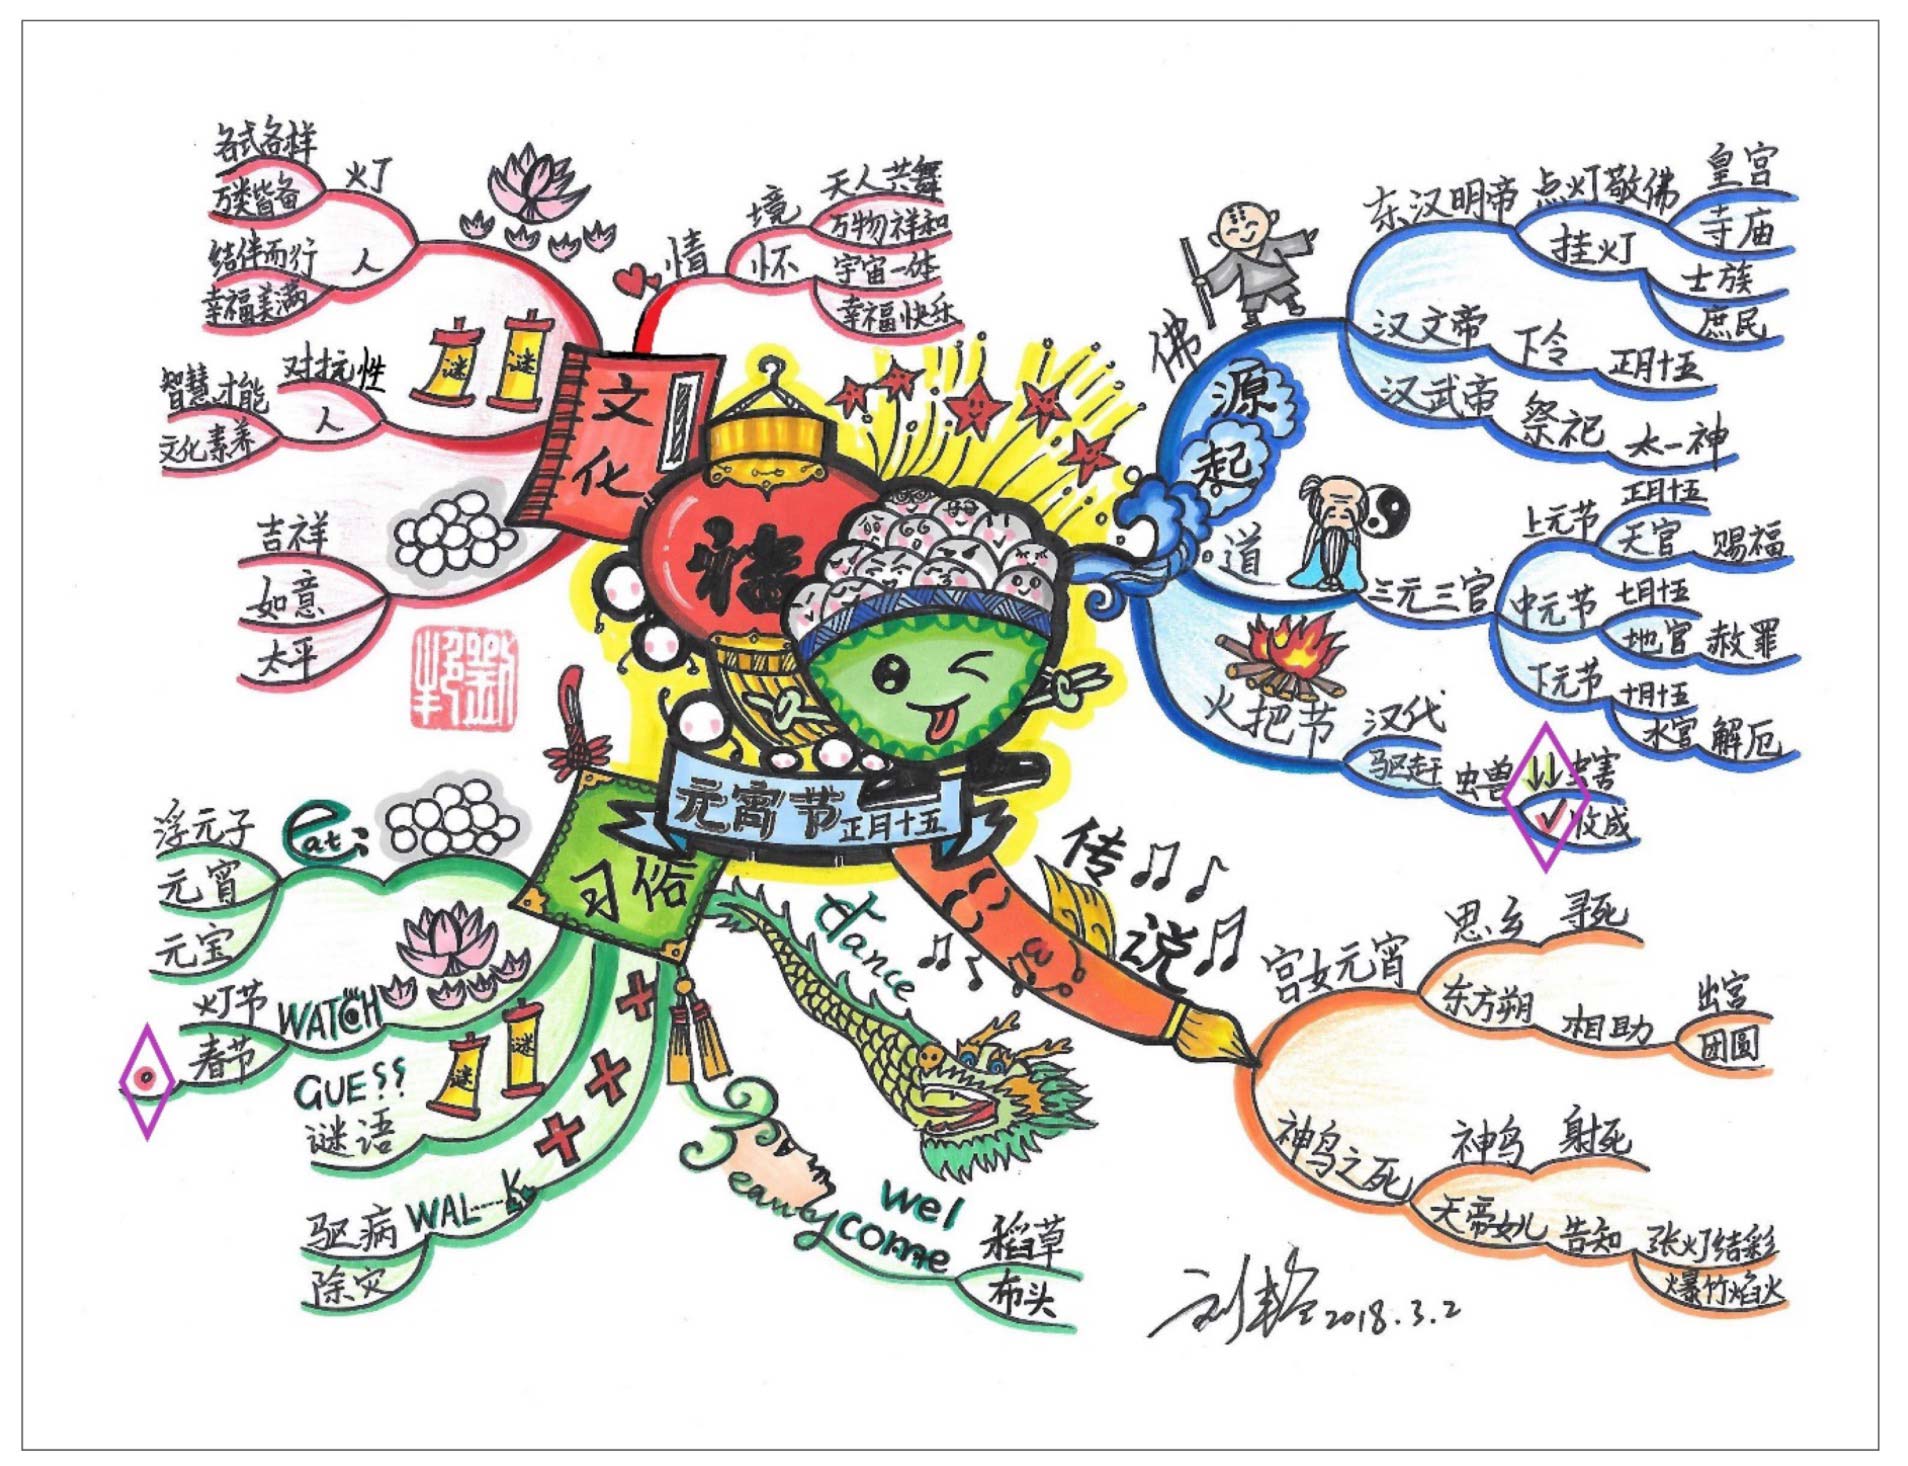 元宵节 正月十五
福
源起
佛
东汉明帝
点灯敬佛
皇宫
寺庙
挂灯
士族
庶民
汉文帝
下令
正月十五
汉武帝
祭祀
太一神
道
三元三官
上元节
正月十五
天官
赐福
中元节
七月十五
地官
赦罪
下元节
十月十五
水官
解厄
火把节
汉代
驱赶
虫兽
虫害
收成
传说
宫女元宵
思乡
寻死
东方朔
相助
出宫
团圆
神鸟之死
神鸟
射死
天帝女儿
告知
张灯结彩
爆竹焰火
习俗
eat
浮元子
元宵
元宝
WATCH
灯节
春节
GUESS
谜语
谜
谜
WAL-K
驱病
除灾
Beauty
welcome
稻草
布头
dance
文化
情
境
天人共舞
万物祥和
怀
宇宙一体
幸福快乐
灯
各式各样
万类皆备
人
结伴而行
幸福美满
谜
谜
对抗性
人
智慧才能
文化素养
吉祥
如意
太平
2018.3.2